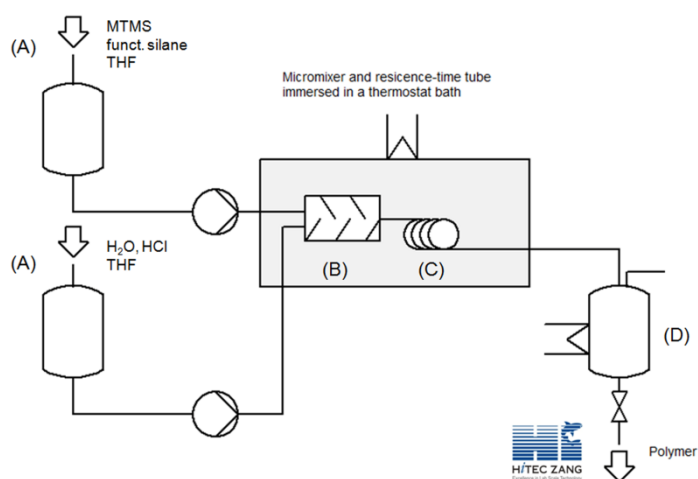 MTMS
(A)
funct. silane
THF
Micromixer and resicence-time tube
immersed in a thermostat bath
H₂O, HCl
(A)
THF
(B)
(C)
(D)
HiTEC ZANG
Excellence in Lab-Scale Technology
Polymer